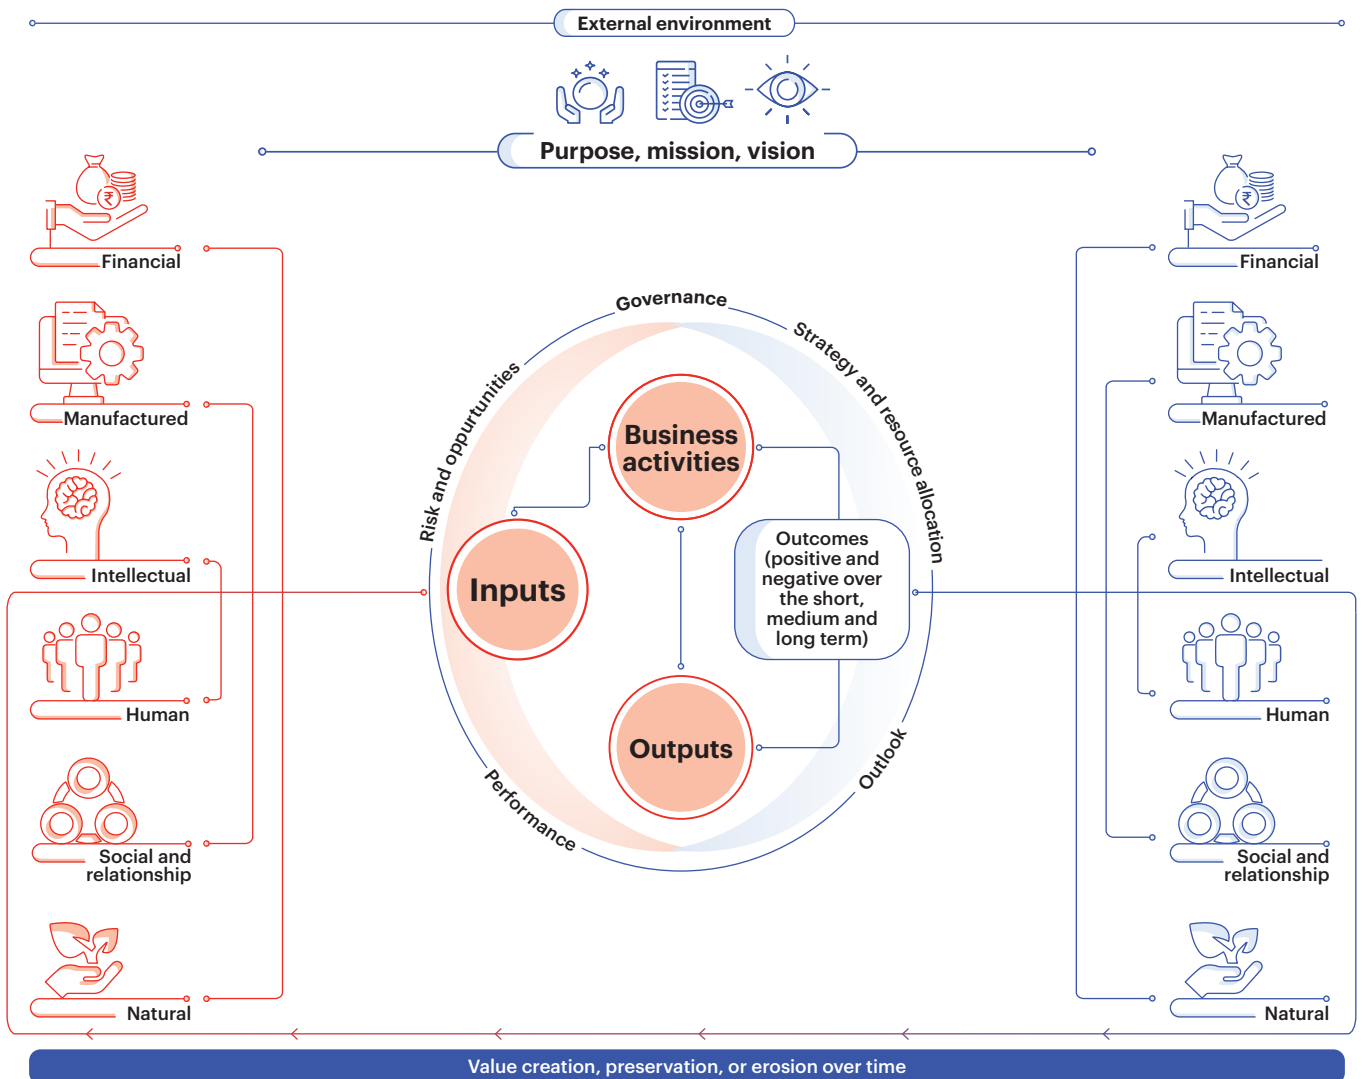 External environment
Purpose, mission, vision
₹
Financial
Manufactured
Intellectual
Human
Social and
relationship
Natural
Governance
Risk and oppurtunities
Strategy and resource allocation
Performance
Outlook
Business
activities
Inputs
Outputs
Outcomes
(positive and
negative over
the short,
medium and
long term)
₹
Financial
Manufactured
Intellectual
Human
Social and
relationship
Natural
Value creation, preservation, or erosion over time